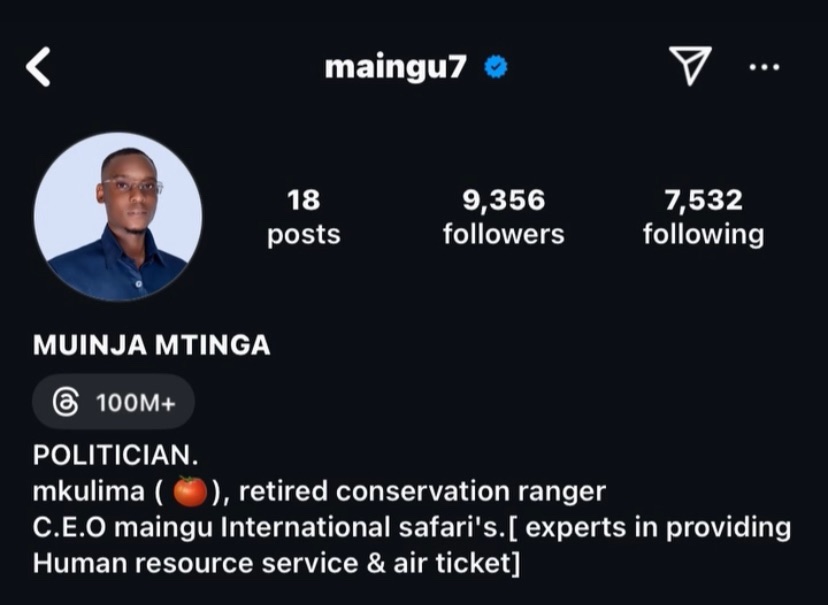 maingu7
18 9,356 7,532
posts followers following
MUINJA MTINGA
100M+
POLITICIAN.
mkulima ( 🍅), retired conservation ranger
C.E.O maingu International safari's.[ experts in providing
Human resource service & air ticket]